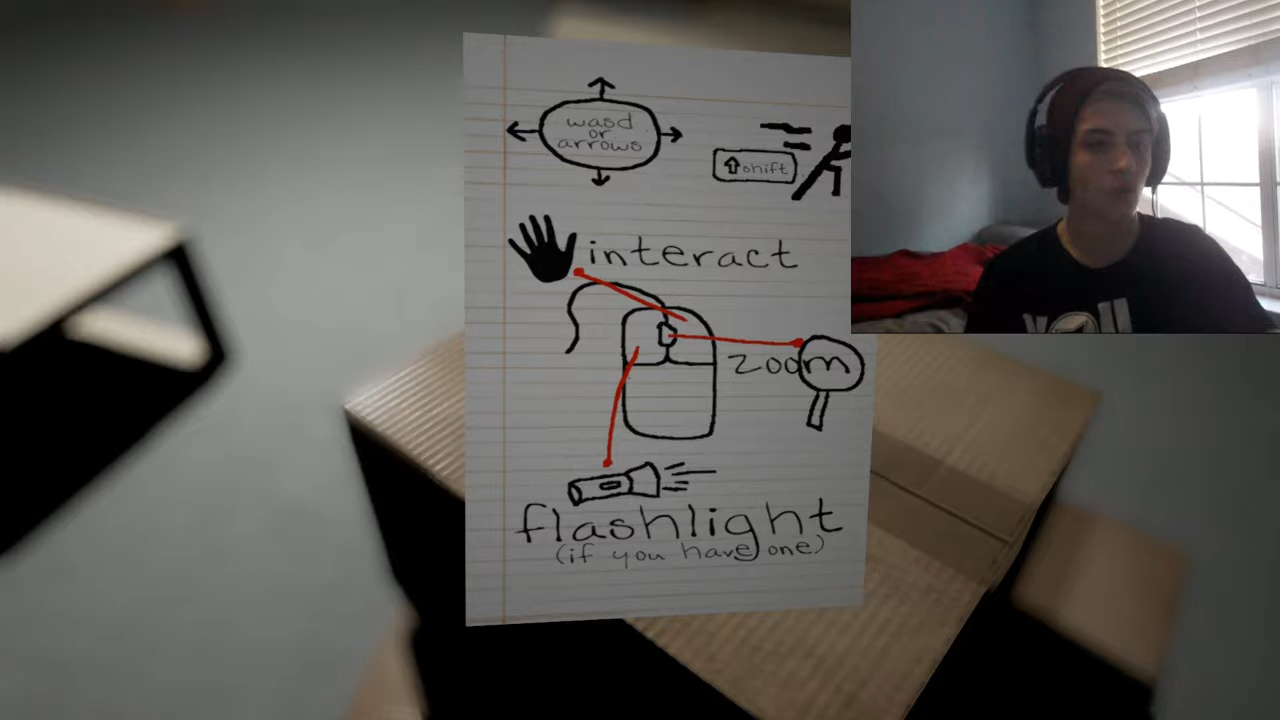 wasd
or
arrows
shift
interact
zoom
flashlight
(if you have one)